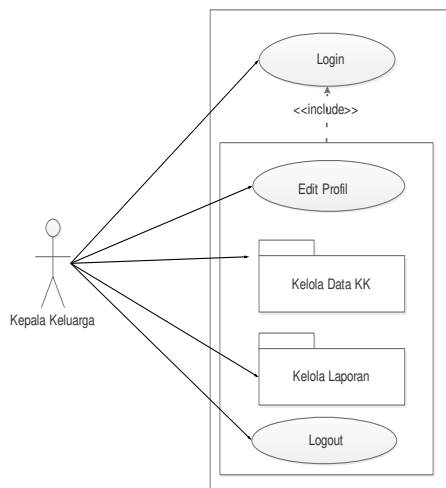 Login
<<include>>
Edit Profil
Kelola Data KK
Kepala Keluarga
Kelola Laporan
Logout